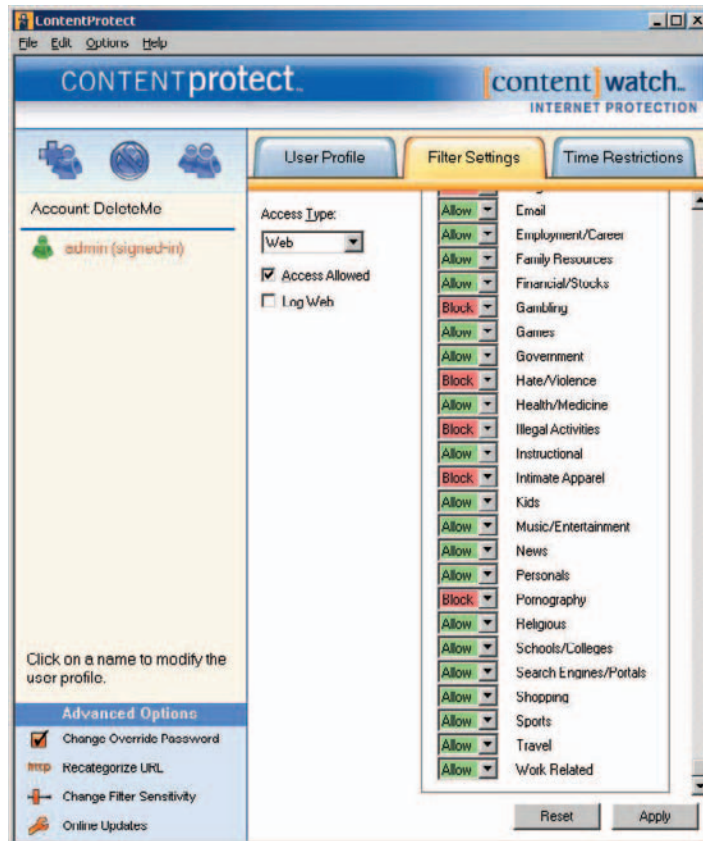 ContentProtect
File Edit Options Help
CONTENTprotect™
[content]watch™
INTERNET PROTECTION
User Profile
Filter Settings
Time Restrictions
Account: DeleteMe
admin (signed-in)
Access Type:
Web
Access Allowed
Log Web
Allow Email
Allow Employment/Career
Allow Family Resources
Allow Financial/Stocks
Block Gambling
Allow Games
Allow Government
Block Hate/Violence
Allow Health/Medicine
Block Illegal Activities
Allow Instructional
Block Intimate Apparel
Allow Kids
Allow Music/Entertainment
Allow News
Allow Personals
Block Pornography
Allow Religious
Allow Schools/Colleges
Allow Search Engines/Portals
Allow Shopping
Allow Sports
Allow Travel
Allow Work Related
Reset
Apply
Click on a name to modify the
user profile.
Advanced Options
Change Override Password
http Recategorize URL
Change Filter Sensitivity
Online Updates